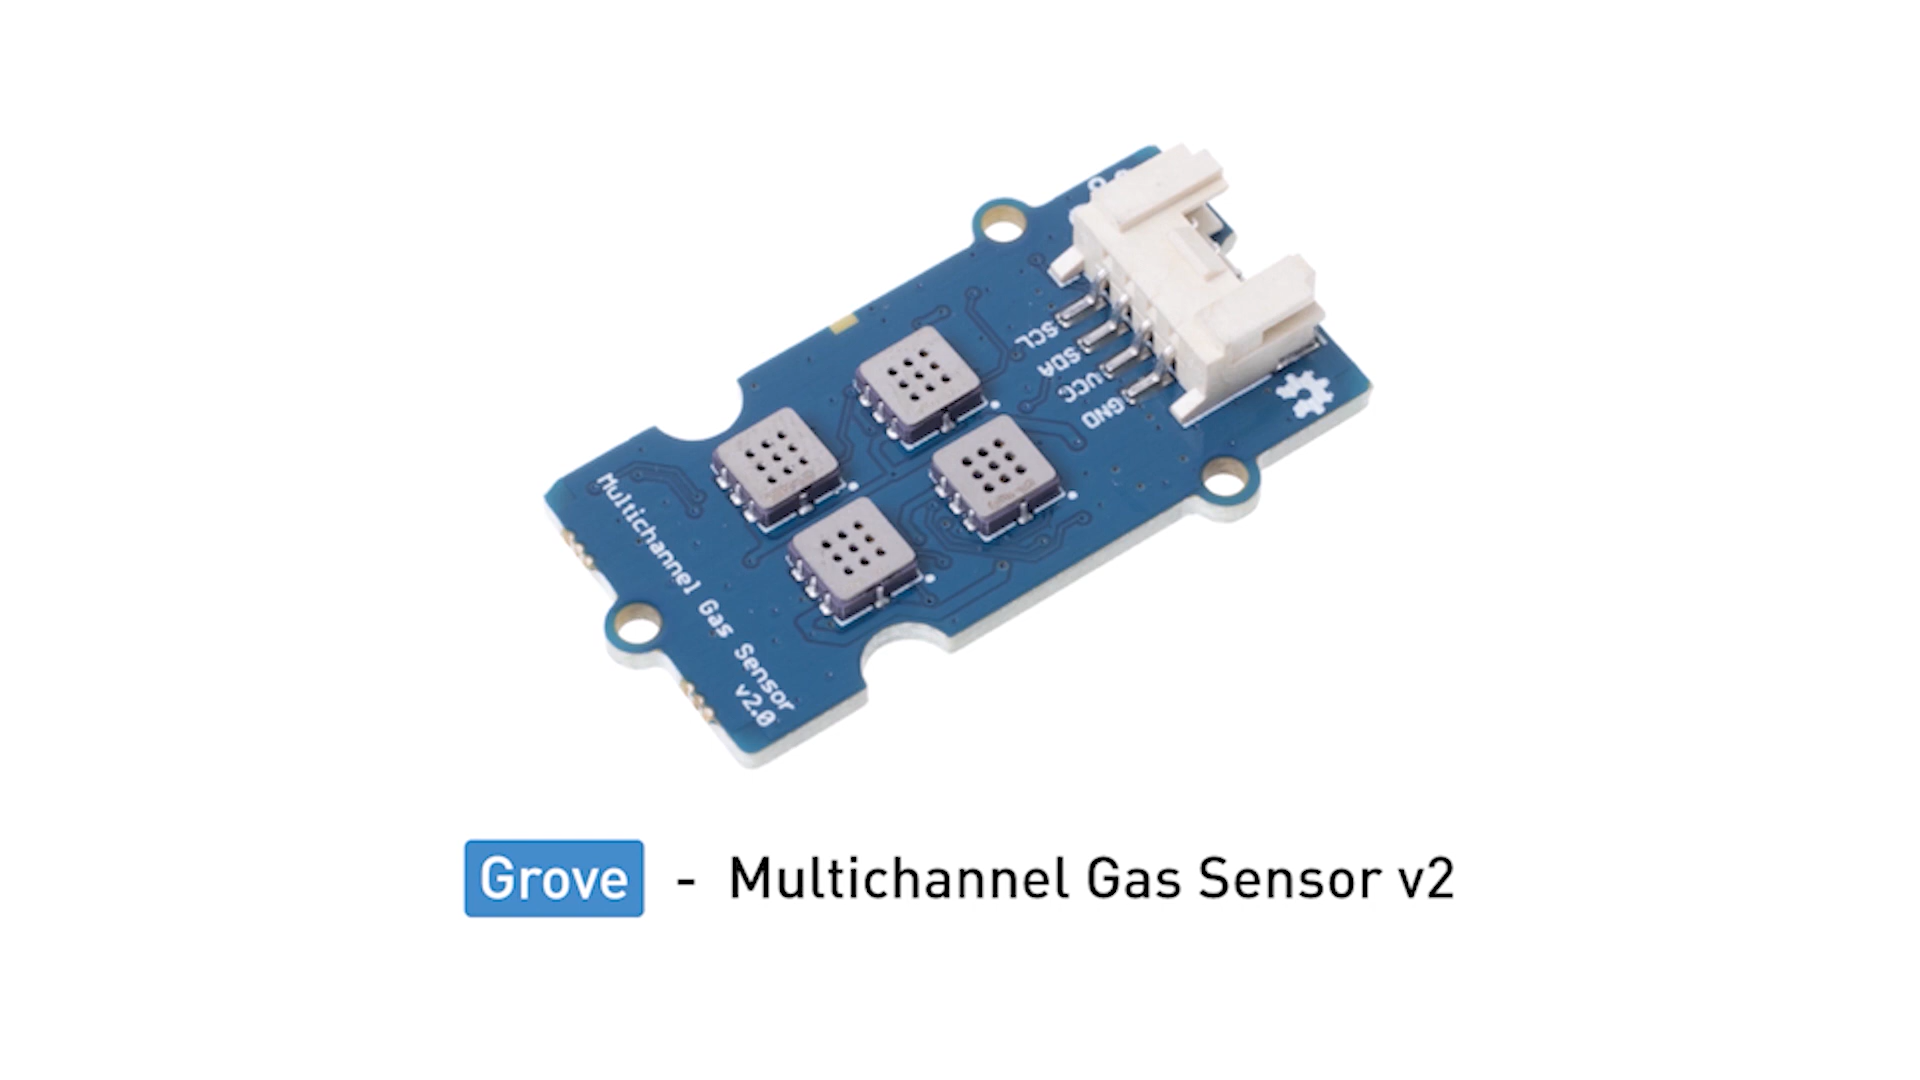 SCL
SDA
VCC
GND
Multichannel Gas Sensor
v2.0
Grove - Multichannel Gas Sensor v2